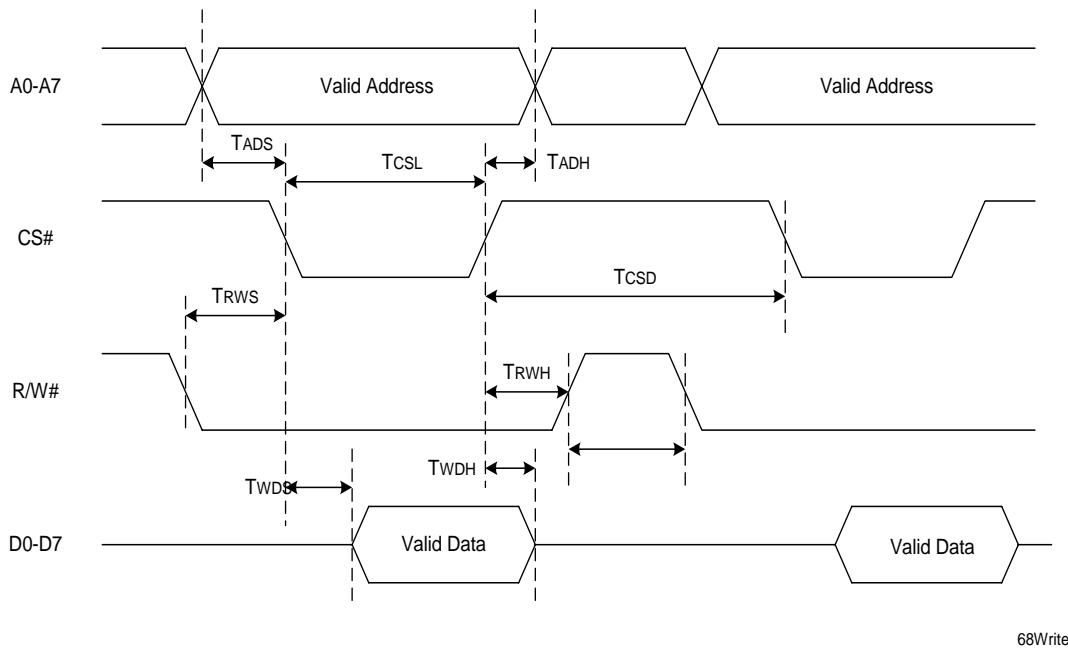 A0-A7
Valid Address
Valid Address
TADS
TCSL
TADH
CS#
TCSD
TRWS
R/W#
TRWH
TWDH
TWDS
D0-D7
Valid Data
Valid Data
68Write